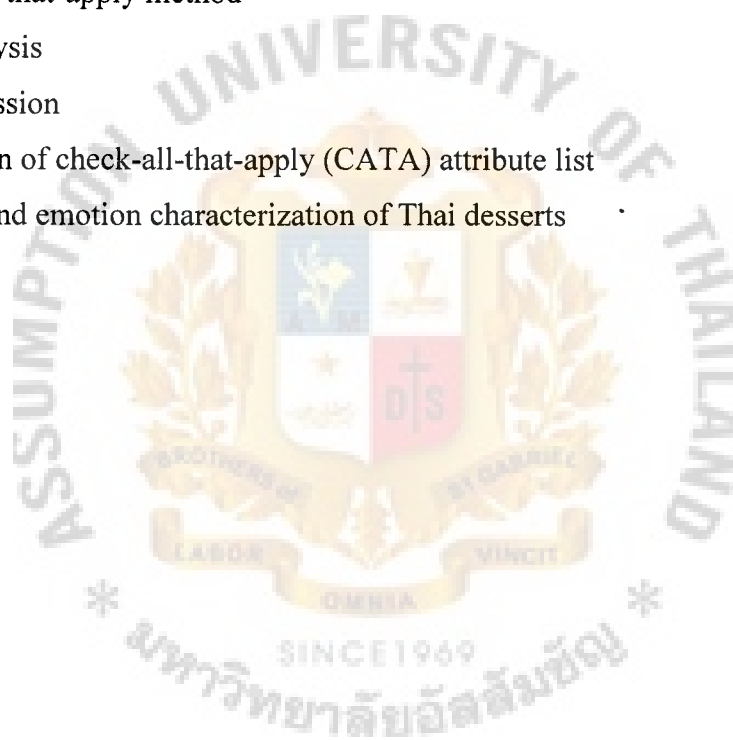 that-apply method
ysis
ssion
n of check-all-that-apply (CATA) attribute list
nd emotion characterization of Thai desserts
ASSUMPTION UNIVERSITY OF THAILAND
A M
D S
BROTHERS of ST GABRIEL
LABOR
VINCIT
OMNIA
SINCE 1969
* มหาวิทยาลัยอัสสัมชัญ *